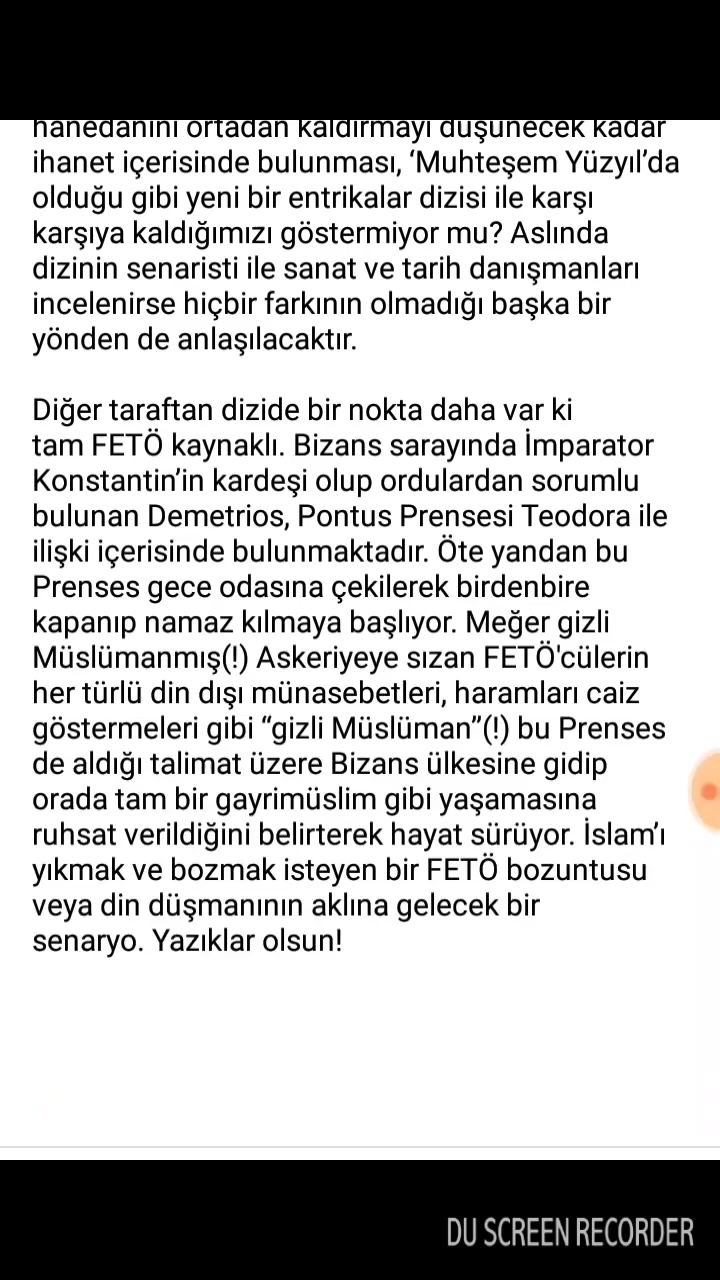 hanedanını ortadan kaldırmayı düşünecek kadar
ihanet içerisinde bulunması, ‘Muhteşem Yüzyıl’da
olduğu gibi yeni bir entrikalar dizisi ile karşı
karşıya kaldığımızı göstermiyor mu? Aslında
dizinin senaristi ile sanat ve tarih danışmanları
incelenirse hiçbir farkının olmadığı başka bir
yönden de anlaşılacaktır.
Diğer taraftan dizide bir nokta daha var ki
tam FETÖ kaynaklı. Bizans sarayında İmparator
Konstantin’in kardeşi olup ordulardan sorumlu
bulunan Demetrios, Pontus Prensesi Teodora ile
ilişki içerisinde bulunmaktadır. Öte yandan bu
Prenses gece odasına çekilerek birdenbire
kapanıp namaz kılmaya başlıyor. Meğer gizli
Müslümanmış(!) Askeriyeye sızan FETÖ'cülerin
her türlü din dışı münasebetleri, haramları caiz
göstermeleri gibi “gizli Müslüman”(!) bu Prenses
de aldığı talimat üzere Bizans ülkesine gidip
orada tam bir gayrimüslim gibi yaşamasına
ruhsat verildiğini belirterek hayat sürüyor. İslam’ı
yıkmak ve bozmak isteyen bir FETÖ bozuntusu
veya din düşmanının aklına gelecek bir
senaryo. Yazıklar olsun!
DU SCREEN RECORDER